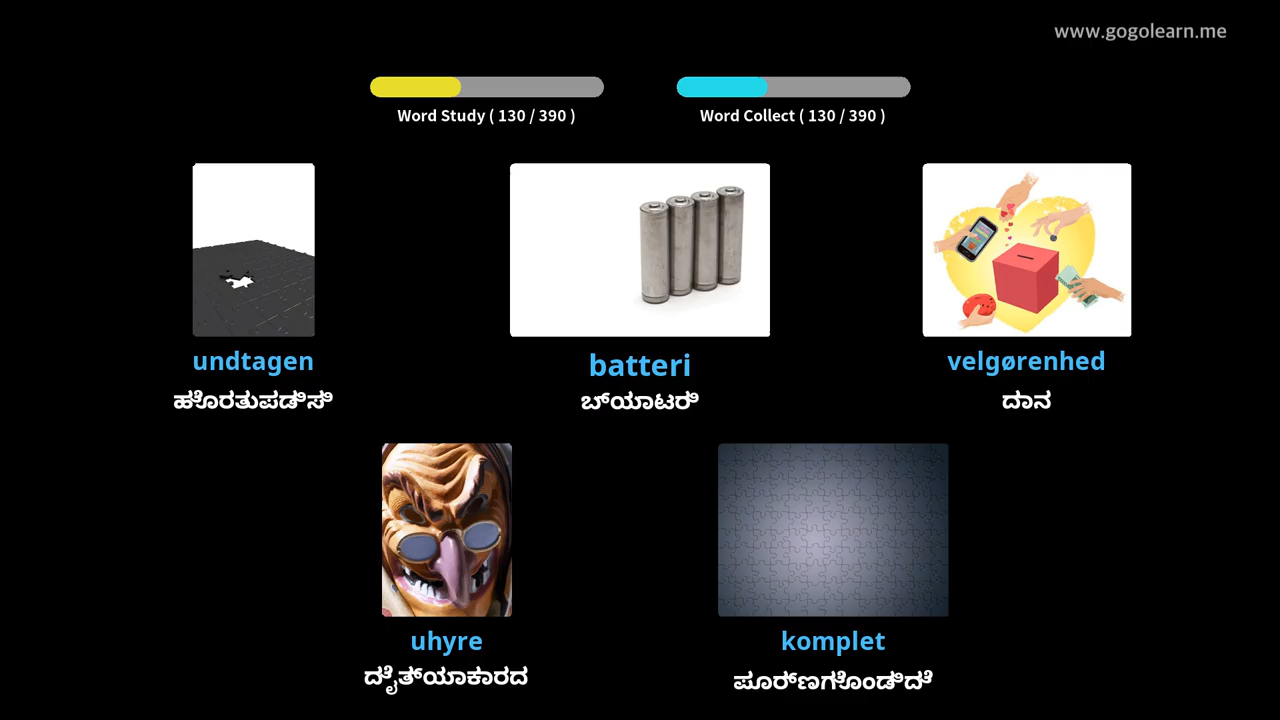 www.gogolearn.me
Word Study ( 130 / 390 )
Word Collect ( 130 / 390 )
undtagen
ಹೊರತುಪಡಿಸಿ
batteri
ಬ್ಯಾಟರಿ
velgørenhed
ದಾನ
uhyre
ದೈತ್ಯಾಕಾರದ
komplet
ಪೂರ್ಣಗೊಂಡಿದೆ